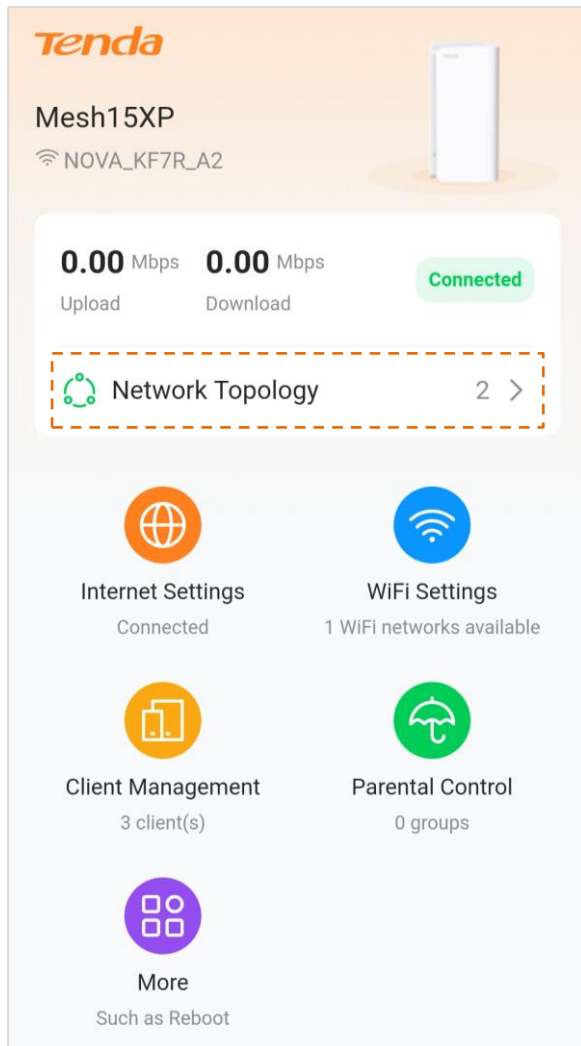 Tenda
Mesh15XP
NOVA_KF7R_A2
0.00 Mbps 0.00 Mbps
Upload Download
Connected
Network Topology 2
Internet Settings WiFi Settings
Connected 1 WiFi networks available
Client Management Parental Control
3 client(s) 0 groups
More
Such as Reboot